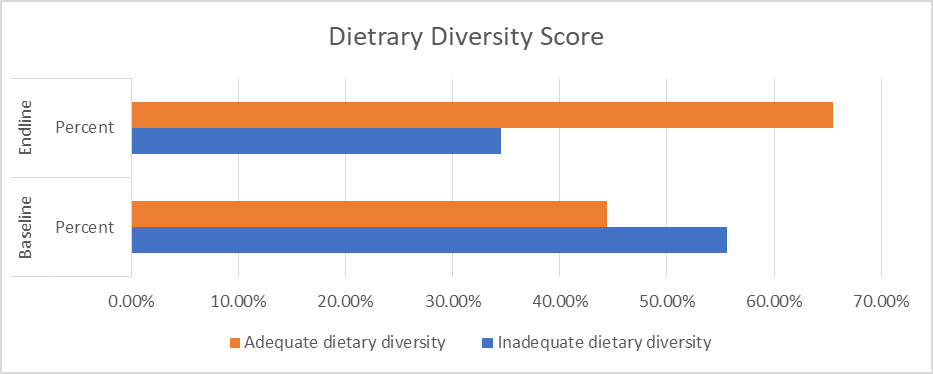 Dietrary Diversity Score
Endline
Percent
Baseline
Percent
0.00% 10.00% 20.00% 30.00% 40.00% 50.00% 60.00% 70.00%
Adequate dietary diversity Inadequate dietary diversity